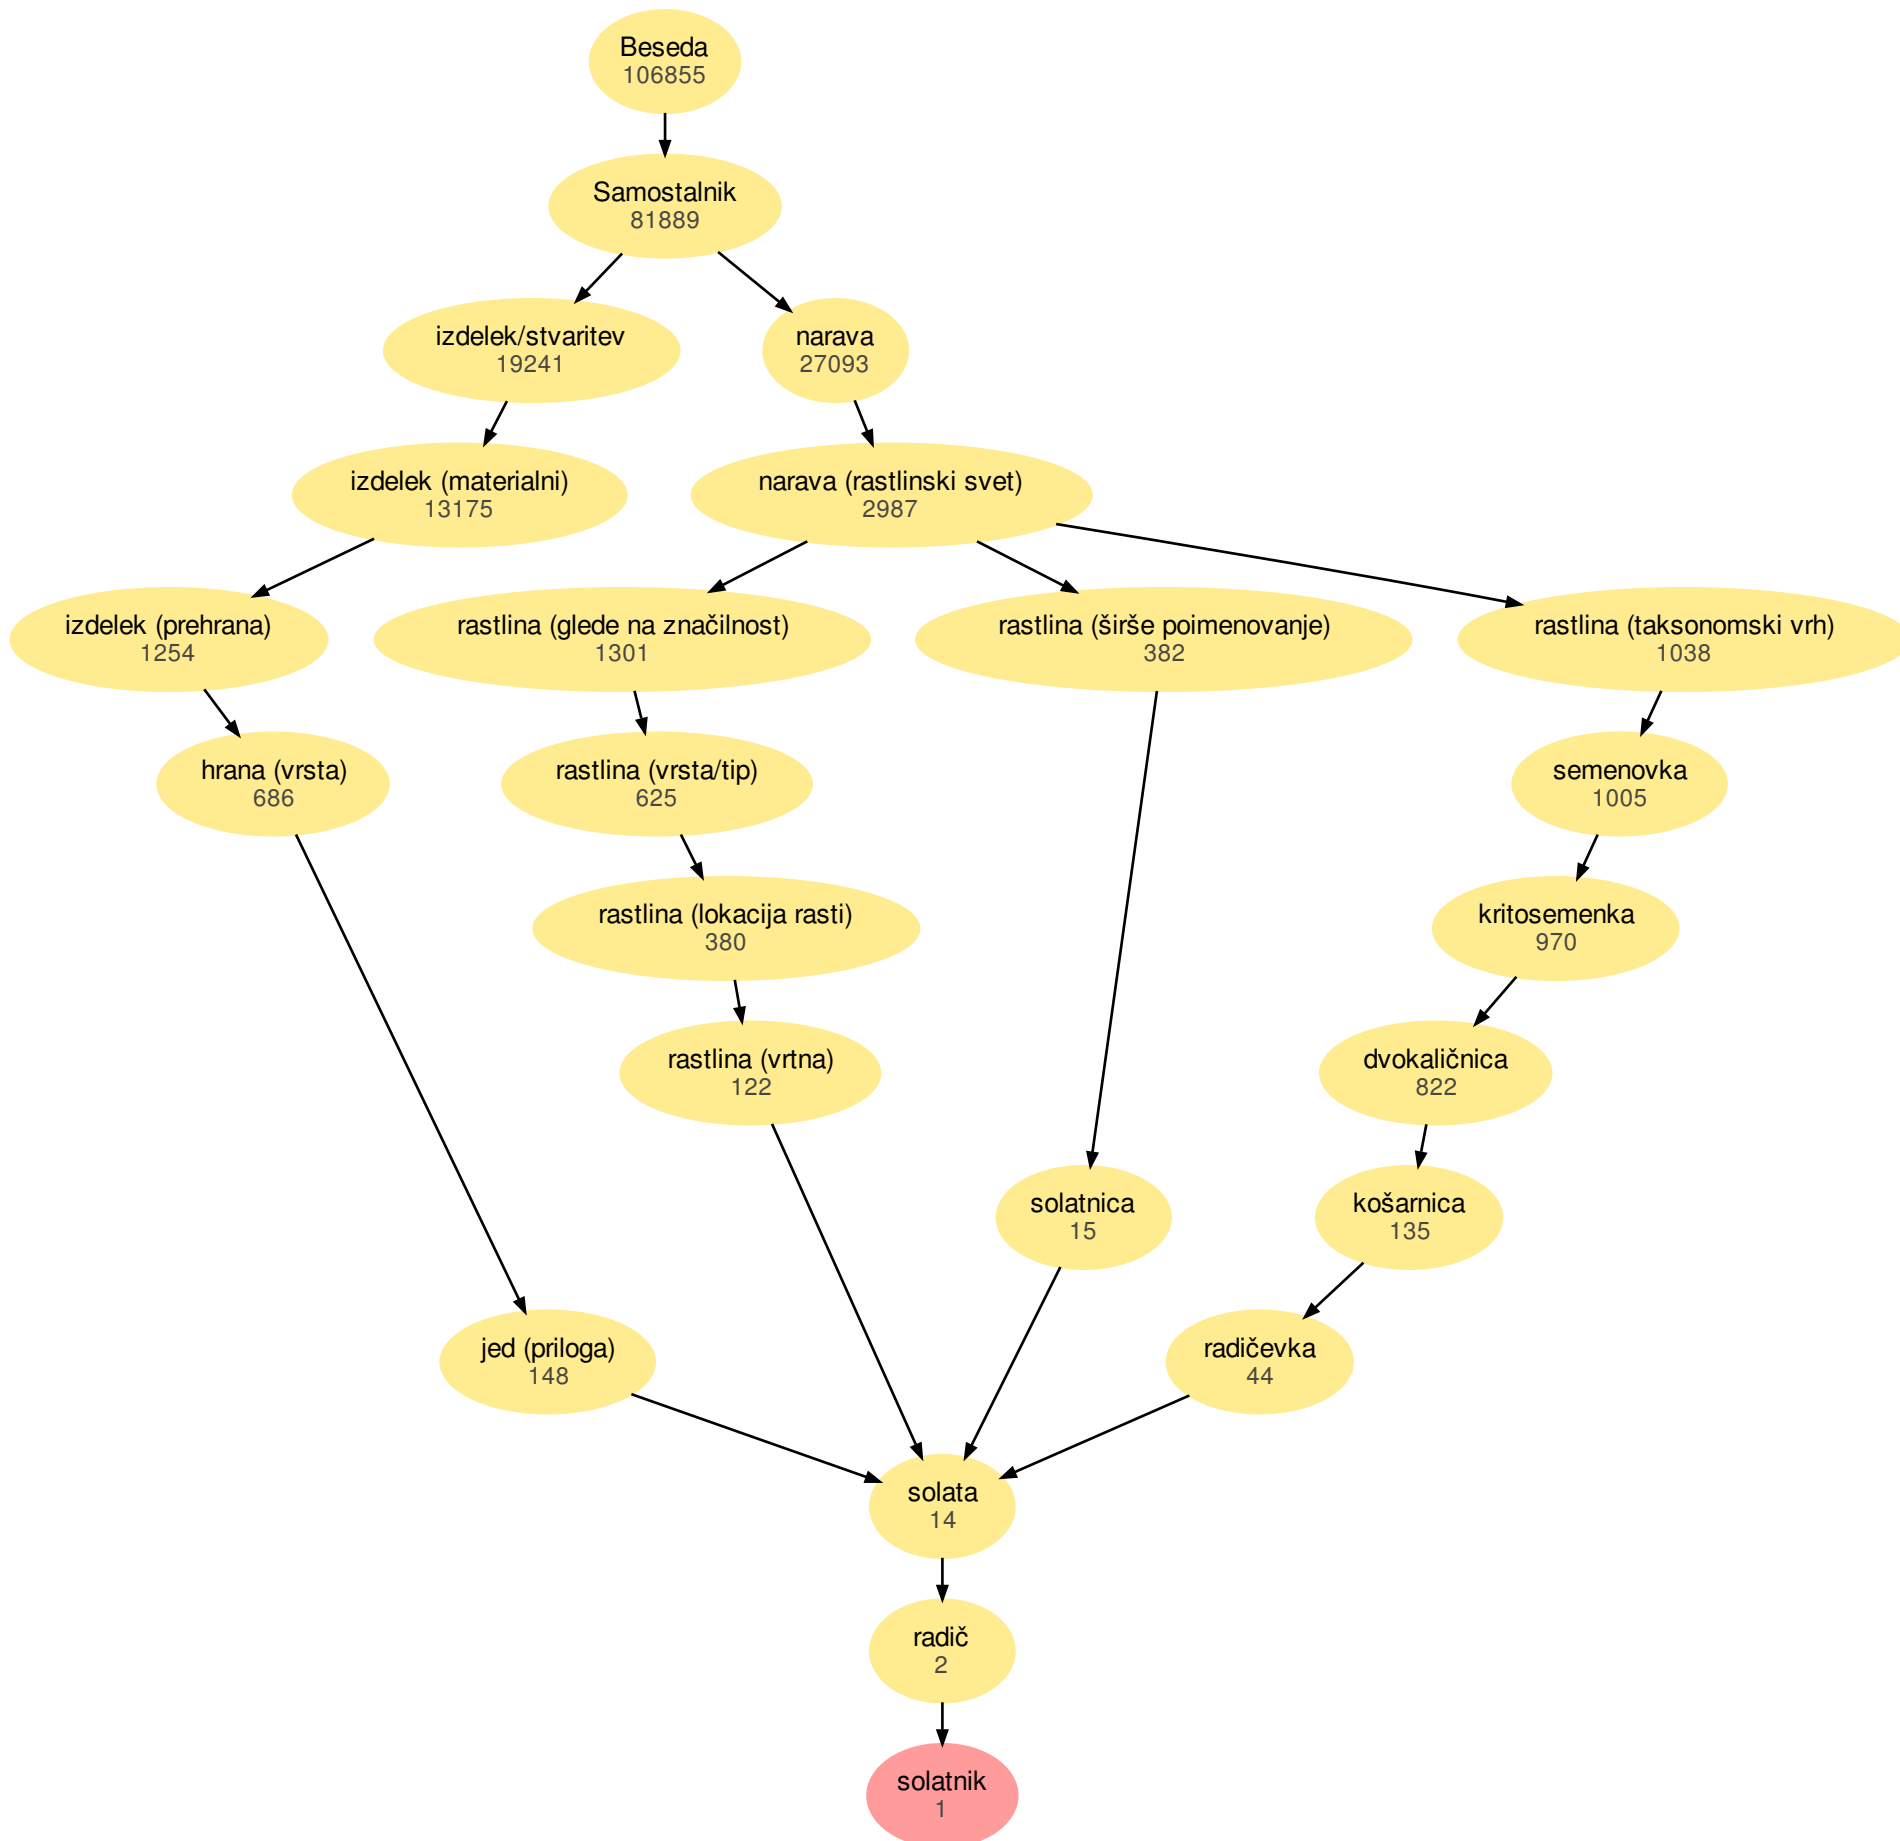 Beseda
106855
Samostalnik
81889
izdelek/stvaritev
19241
narava
27093
izdelek (materialni)
13175
narava (rastlinski svet)
2987
izdelek (prehrana)
1254
rastlina (glede na značilnost)
1301
rastlina (širše poimenovanje)
382
rastlina (taksonomski vrh)
1038
hrana (vrsta)
686
rastlina (vrsta/tip)
625
semenovka
1005
rastlina (lokacija rasti)
380
kritosemenka
970
rastlina (vrtna)
122
dvokaličnica
822
solatnica
15
košarnica
135
jed (priloga)
148
radičevka
44
solata
14
radič
2
solatnik
1